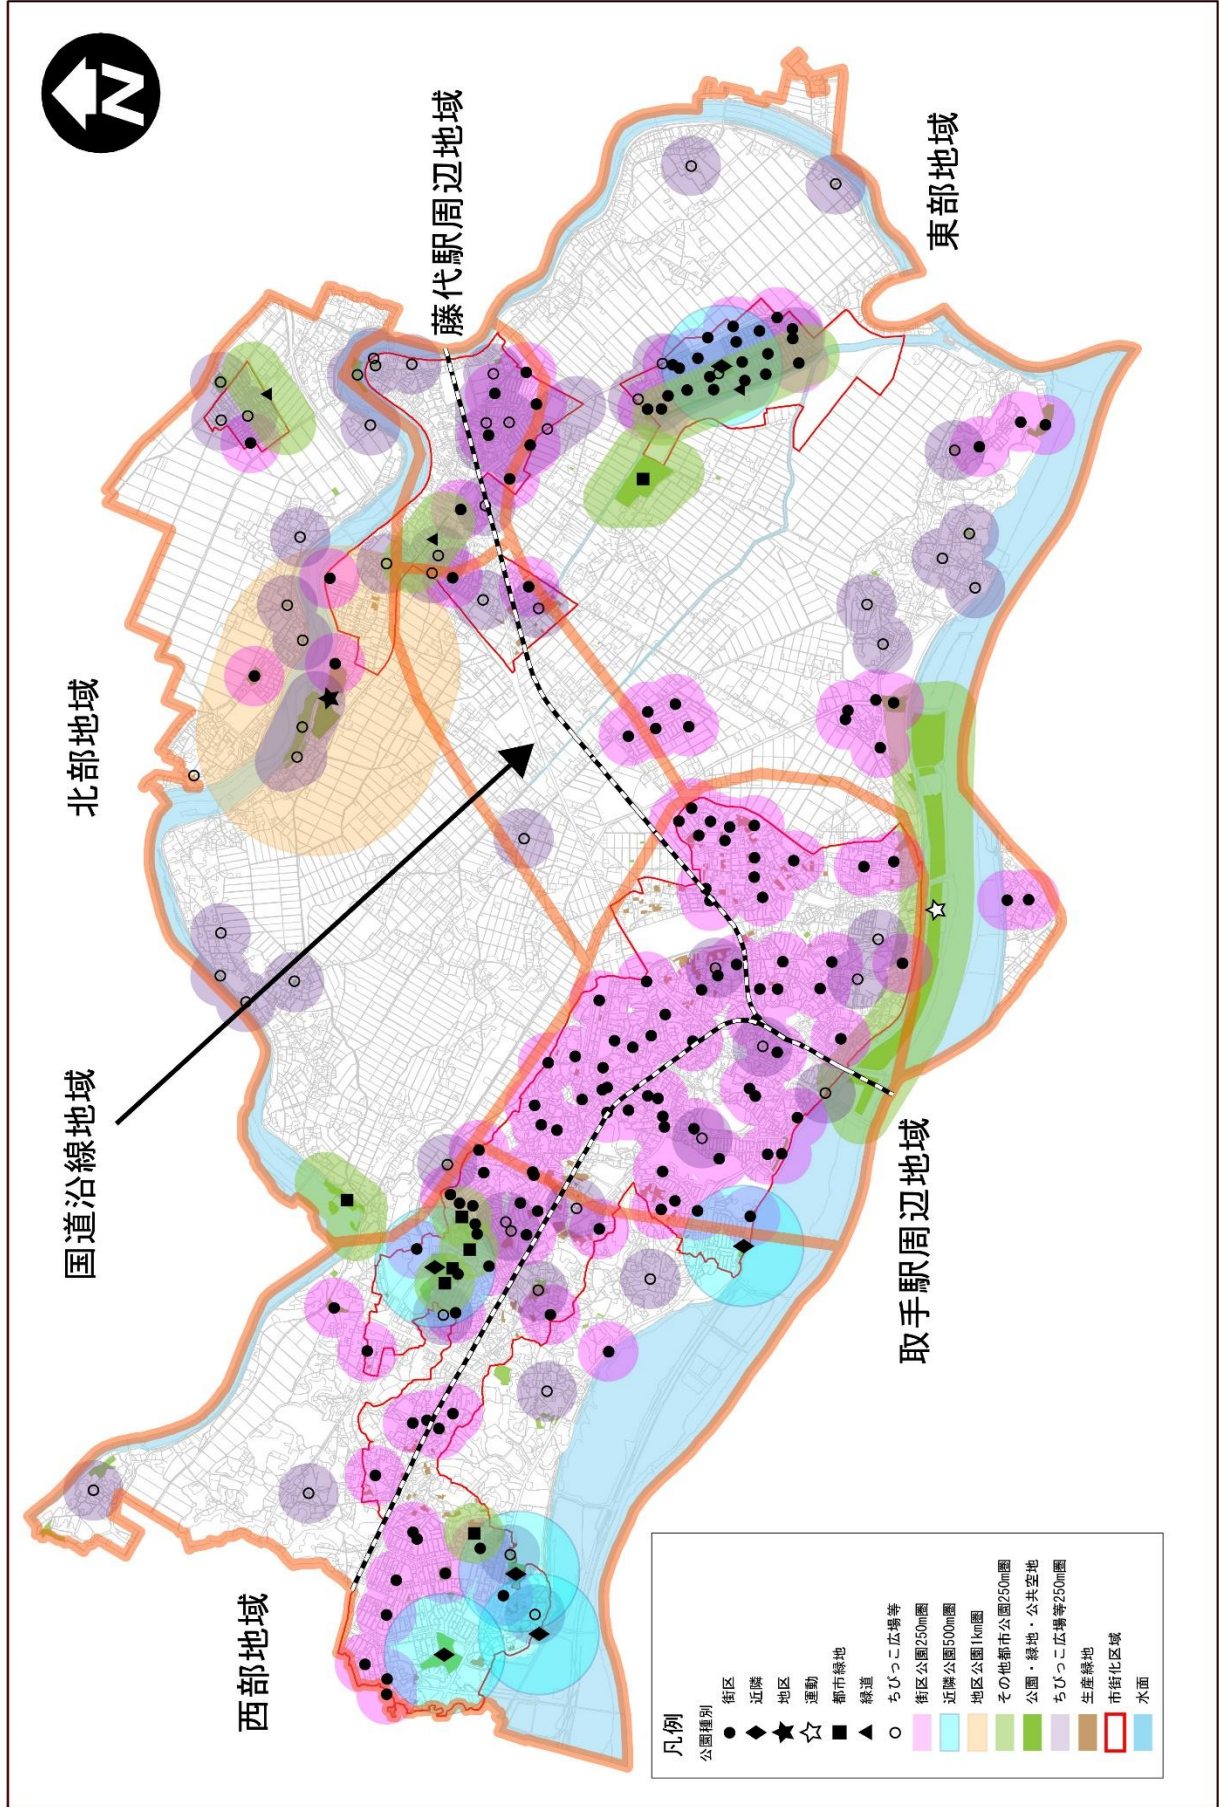 N
北部地域
藤代駅周辺地域
国道沿線地域
西部地域
東部地域
取手駅周辺地域
凡例
公園種別
街区
近隣
地区
運動
都市緑地
緑道
ちびっこ広場等
街区公園250m圏
近隣公園500m圏
地区公園1km圏
その他都市公園250m圏
公園・緑地・公共空地
ちびっこ広場等250m圏
生産緑地
市街化区域
水面